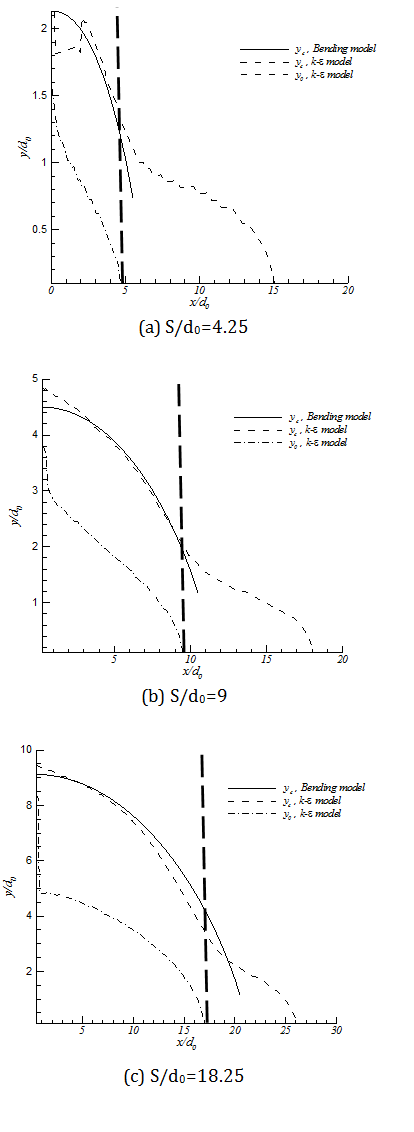 2
1.5
1
0.5
y/d0
0 5 10 15 20
x/d0
yc , Bending model
yc , k-ε model
y0 , k-ε model
(a) S/d0=4.25
5
4
3
2
1
y/d0
5 10 15 20
x/d0
yc , Bending model
yc , k-ε model
y0 , k-ε model
(b) S/d0=9
10
8
6
4
2
y/d0
5 10 15 20 25 30
x/d0
yc , Bending model
yc , k-ε model
y0 , k-ε model
(c) S/d0=18.25